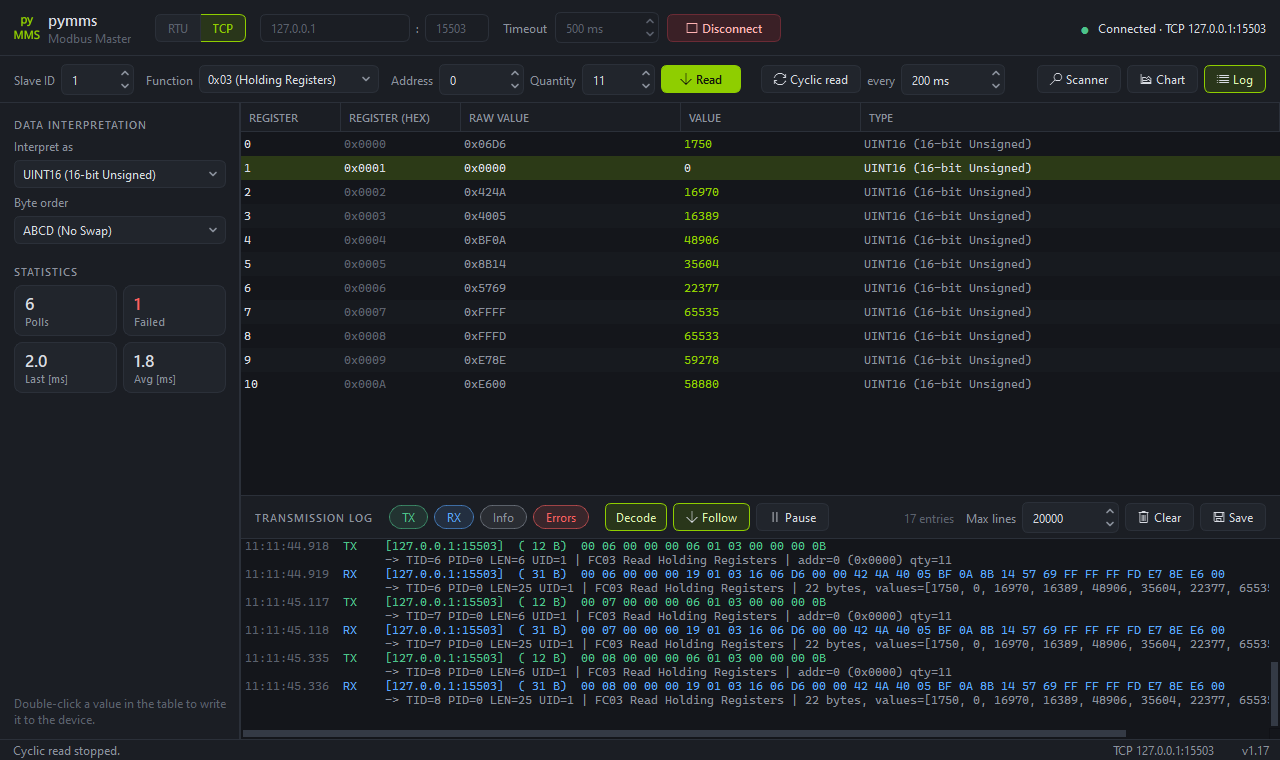 py MMS pymms Modbus Master RTU TCP 127.0.0.1 : 15503 Timeout 500 ms Disconnect Connected · TCP 127.0.0.1:15503
Slave ID 1 Function 0x03 (Holding Registers) Address 0 Quantity 11 Read Cyclic read every 200 ms Scanner Chart Log
DATA INTERPRETATION
Interpret as
UINT16 (16-bit Unsigned)
Byte order
ABCD (No Swap)
STATISTICS
6 Polls
1 Failed
2.0 Last [ms]
1.8 Avg [ms]
Double-click a value in the table to write
it to the device.
REGISTER REGISTER (HEX) RAW VALUE VALUE TYPE
0 0x0000 0x06D6 1750 UINT16 (16-bit Unsigned)
1 0x0001 0x0000 0 UINT16 (16-bit Unsigned)
2 0x0002 0x424A 16970 UINT16 (16-bit Unsigned)
3 0x0003 0x4005 16389 UINT16 (16-bit Unsigned)
4 0x0004 0xBF0A 48906 UINT16 (16-bit Unsigned)
5 0x0005 0x8B14 35604 UINT16 (16-bit Unsigned)
6 0x0006 0x5769 22377 UINT16 (16-bit Unsigned)
7 0x0007 0xFFFF 65535 UINT16 (16-bit Unsigned)
8 0x0008 0xFFFD 65533 UINT16 (16-bit Unsigned)
9 0x0009 0xE78E 59278 UINT16 (16-bit Unsigned)
10 0x000A 0xE600 58880 UINT16 (16-bit Unsigned)
TRANSMISSION LOG TX RX Info Errors Decode Follow Pause 17 entries Max lines 20000 Clear Save
11:11:44.918 TX [127.0.0.1:15503] ( 12 B) 00 06 00 00 00 06 01 03 00 00 00 0B
-> TID=6 PID=0 LEN=6 UID=1 | FC03 Read Holding Registers | addr=0 (0x0000) qty=11
11:11:44.919 RX [127.0.0.1:15503] ( 31 B) 00 06 00 00 00 19 01 03 16 06 D6 00 00 42 4A 40 05 BF 0A 8B 14 57 69 FF FF FF FD E7 8E E6 00
-> TID=6 PID=0 LEN=25 UID=1 | FC03 Read Holding Registers | 22 bytes, values=[1750, 0, 16970, 16389, 48906, 35604, 22377, 6553
11:11:45.117 TX [127.0.0.1:15503] ( 12 B) 00 07 00 00 00 06 01 03 00 00 00 0B
-> TID=7 PID=0 LEN=6 UID=1 | FC03 Read Holding Registers | addr=0 (0x0000) qty=11
11:11:45.118 RX [127.0.0.1:15503] ( 31 B) 00 07 00 00 00 19 01 03 16 06 D6 00 00 42 4A 40 05 BF 0A 8B 14 57 69 FF FF FF FD E7 8E E6 00
-> TID=7 PID=0 LEN=25 UID=1 | FC03 Read Holding Registers | 22 bytes, values=[1750, 0, 16970, 16389, 48906, 35604, 22377, 6553
11:11:45.335 TX [127.0.0.1:15503] ( 12 B) 00 08 00 00 00 06 01 03 00 00 00 0B
-> TID=8 PID=0 LEN=6 UID=1 | FC03 Read Holding Registers | addr=0 (0x0000) qty=11
11:11:45.336 RX [127.0.0.1:15503] ( 31 B) 00 08 00 00 00 19 01 03 16 06 D6 00 00 42 4A 40 05 BF 0A 8B 14 57 69 FF FF FF FD E7 8E E6 00
-> TID=8 PID=0 LEN=25 UID=1 | FC03 Read Holding Registers | 22 bytes, values=[1750, 0, 16970, 16389, 48906, 35604, 22377, 6553
Cyclic read stopped. TCP 127.0.0.1:15503 v1.17